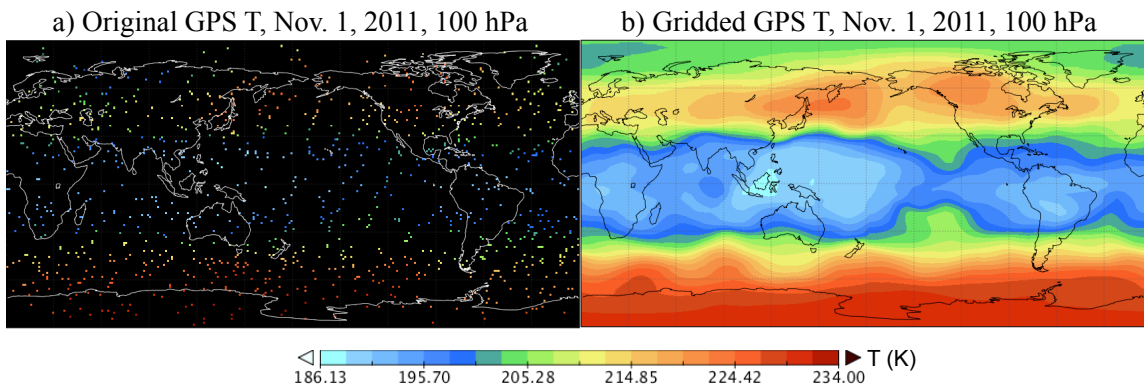 a) Original GPS T, Nov. 1, 2011, 100 hPa
b) Gridded GPS T, Nov. 1, 2011, 100 hPa
T (K)
186.13 195.70 205.28 214.85 224.42 234.00